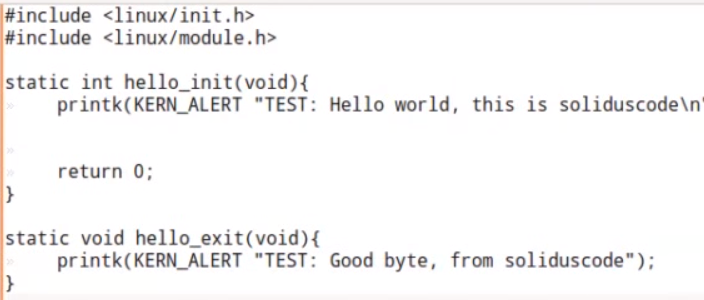 #include <linux/init.h>
#include <linux/module.h>
static int hello_init(void){
printk(KERN_ALERT "TEST: Hello world, this is soliduscode\n"
return 0;
}
static void hello_exit(void){
printk(KERN_ALERT "TEST: Good byte, from soliduscode");
}